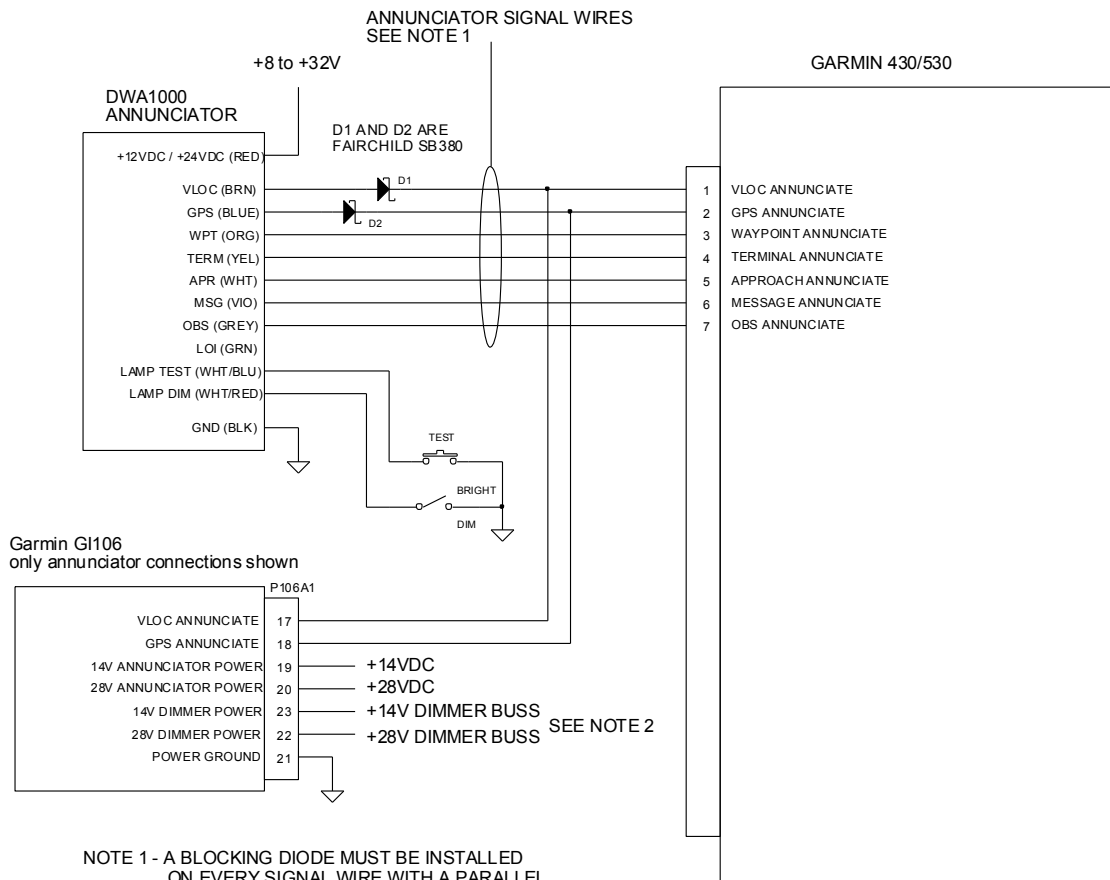 ANNUNCIATOR SIGNAL WIRES
SEE NOTE 1
+8 to +32V
GARMIN 430/530
DWA1000
ANNUNCIATOR
D1 AND D2 ARE
FAIRCHILD SB380
+12VDC / +24VDC (RED)
VLOC (BRN)
D1
1 VLOC ANNUNCIATE
GPS (BLUE)
D2
2 GPS ANNUNCIATE
WPT (ORG)
3 WAYPOINT ANNUNCIATE
TERM (YEL)
4 TERMINAL ANNUNCIATE
APR (WHT)
5 APPROACH ANNUNCIATE
MSG (VIO)
6 MESSAGE ANNUNCIATE
OBS (GREY)
7 OBS ANNUNCIATE
LOI (GRN)
LAMP TEST (WHT/BLU)
LAMP DIM (WHT/RED)
GND (BLK)
TEST
BRIGHT
DIM
Garmin GI106
only annunciator connections shown
P106A1
VLOC ANNUNCIATE 17
GPS ANNUNCIATE 18
14V ANNUNCIATOR POWER 19 +14VDC
28V ANNUNCIATOR POWER 20 +28VDC
14V DIMMER POWER 23 +14V DIMMER BUSS
SEE NOTE 2
28V DIMMER POWER 22 +28V DIMMER BUSS
POWER GROUND 21
NOTE 1 - A BLOCKING DIODE MUST BE INSTALLED
ON EVERY SIGNAL WIRE WITH A PARALLEL